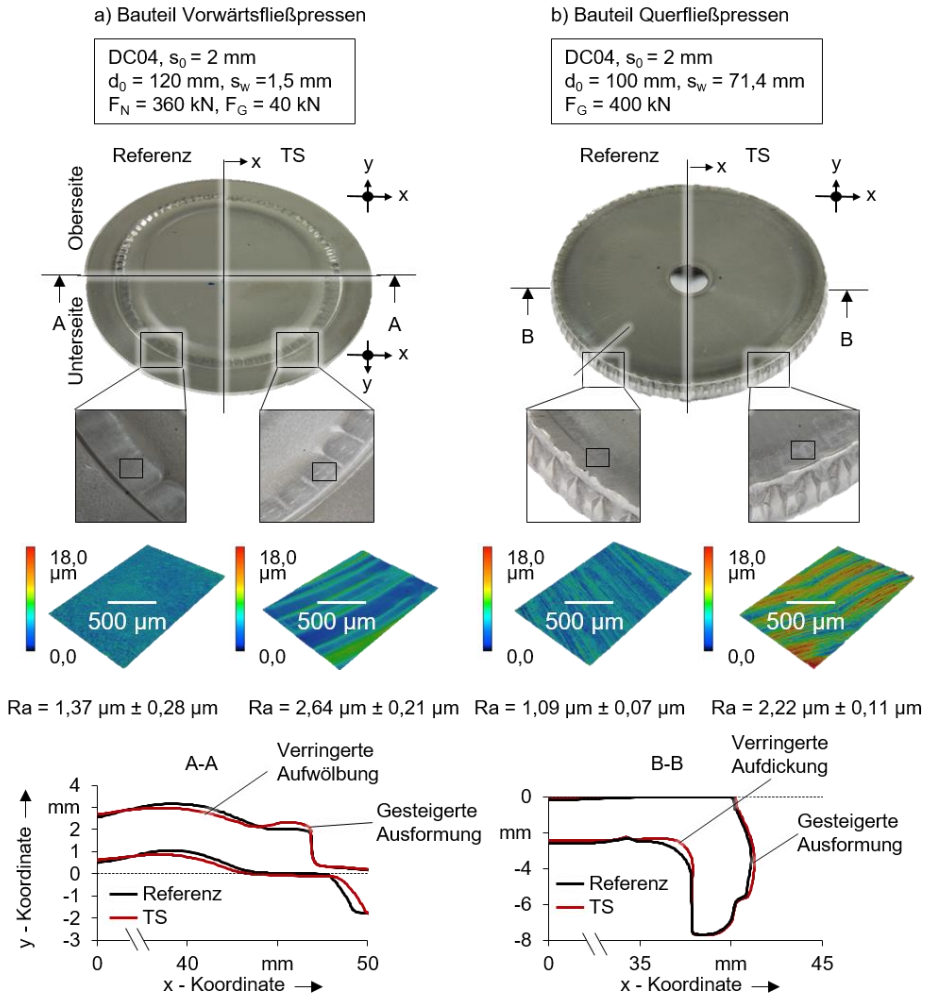 a) Bauteil Vorwärtsfließpressen
DC04, s₀ = 2 mm
d₀ = 120 mm, s_w =1,5 mm
F_N = 360 kN, F_G = 40 kN
Referenz
x
TS
y
x
Oberseite
A
A
Unterseite
x
y
18,0
µm
500 µm
0,0
18,0
µm
500 µm
0,0
Ra = 1,37 µm ± 0,28 µm
Ra = 2,64 µm ± 0,21 µm
A-A
Verringerte
Aufwölbung
Gesteigerte
Ausformung
4
mm
2
1
0
-1
-2
-3
Referenz
TS
y - Koordinate
0
40
mm
50
x - Koordinate
b) Bauteil Querfließpressen
DC04, s₀ = 2 mm
d₀ = 100 mm, s_w = 71,4 mm
F_G = 400 kN
Referenz
x
TS
y
x
B
B
18,0
µm
500 µm
0,0
18,0
µm
500 µm
0,0
Ra = 1,09 µm ± 0,07 µm
Ra = 2,22 µm ± 0,11 µm
Verringerte
Aufdickung
B-B
Gesteigerte
Ausformung
0
mm
-4
-6
-8
Referenz
TS
0
35
mm
45
x - Koordinate